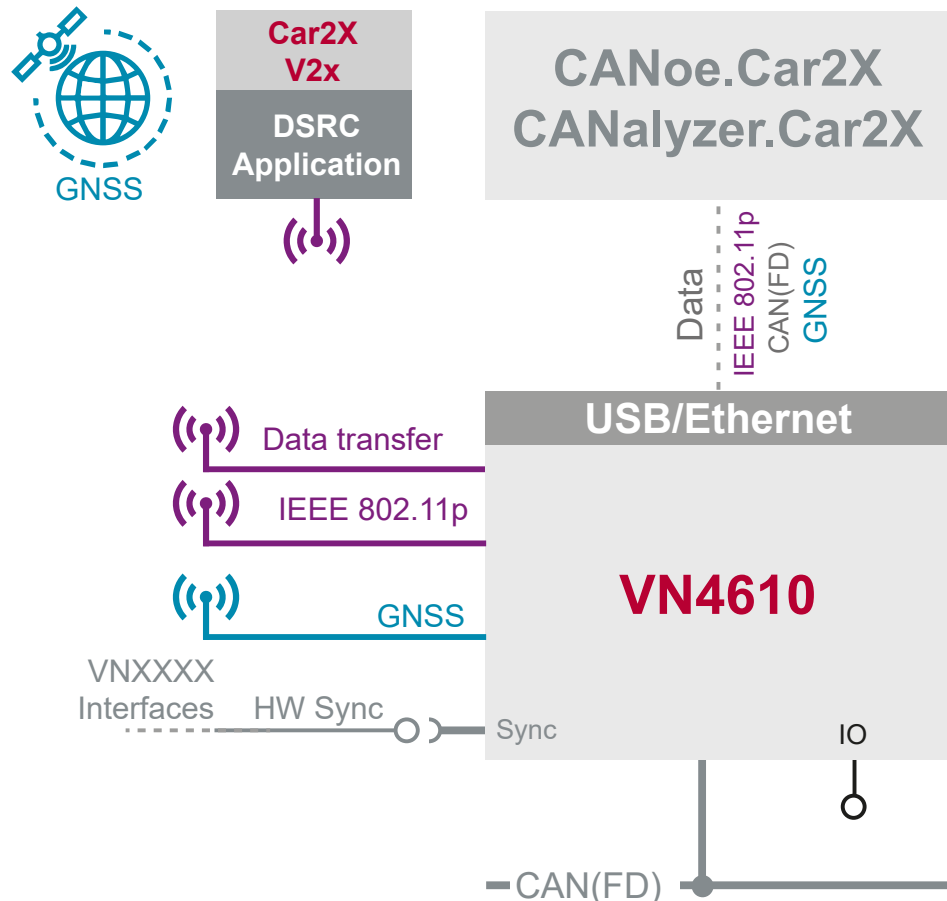 GNSS
Car2X
V2x
DSRC
Application
CANoe.Car2X
CANalyzer.Car2X
Data
IEEE 802.11p
CAN(FD)
GNSS
USB/Ethernet
Data transfer
IEEE 802.11p
VN4610
GNSS
VNXXXX
Interfaces
HW Sync
Sync
IO
CAN(FD)